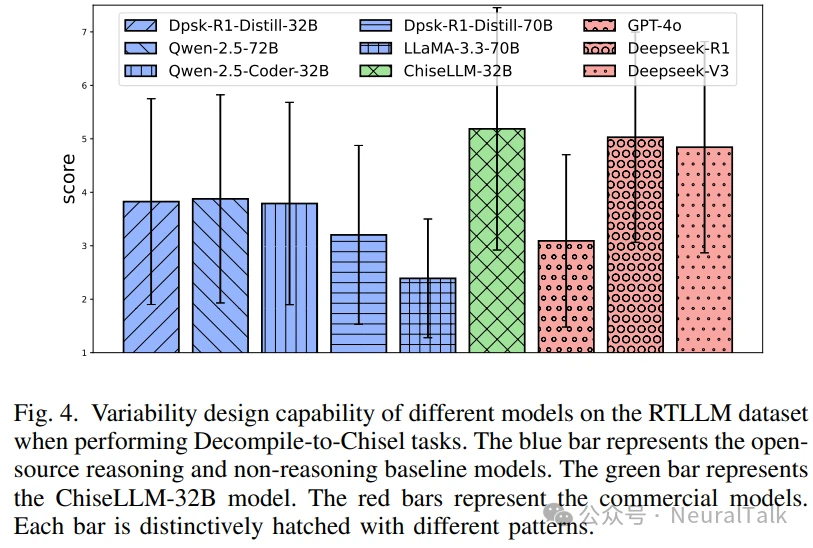 Dpsk-R1-Distill-32B Dpsk-R1-Distill-70B GPT-4o
Qwen-2.5-72B LLaMA-3.3-70B Deepseek-R1
Qwen-2.5-Coder-32B ChiseLLM-32B Deepseek-V3
7
6
5
4
3
2
1
score
Fig. 4. Variability design capability of different models on the RTLLM dataset
when performing Decompile-to-Chisel tasks. The blue bar represents the open-
source reasoning and non-reasoning baseline models. The green bar represents
the ChiseLLM-32B model. The red bars represent the commercial models.
Each bar is distinctively hatched with different patterns.
公众号 · NeuralTalk